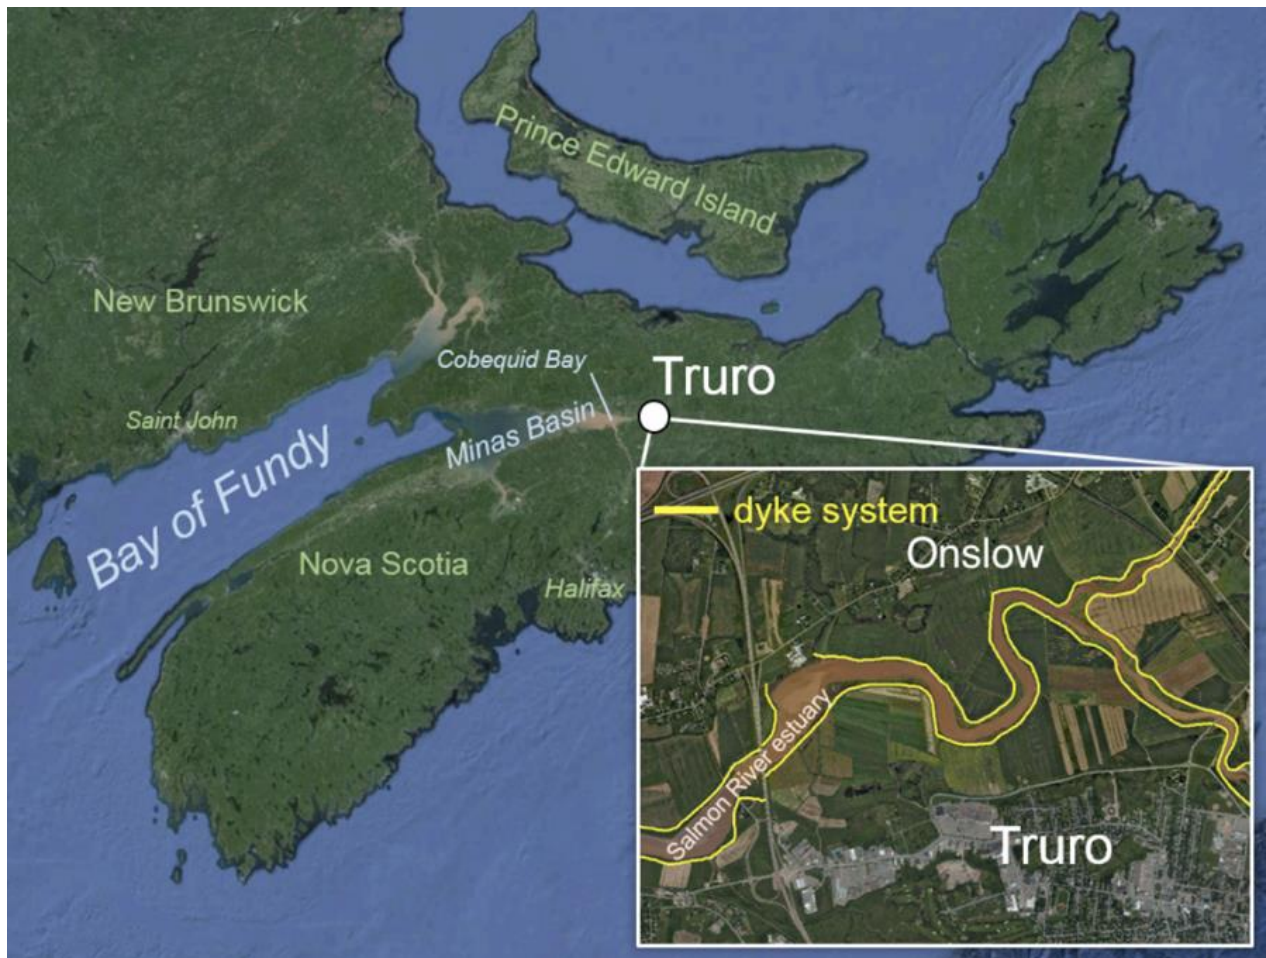 Prince Edward Island
New Brunswick
Cobequid Bay
Truro
Saint John
Minas Basin
Bay of Fundy
Nova Scotia
Halifax
dyke system
Onslow
Salmon River estuary
Truro